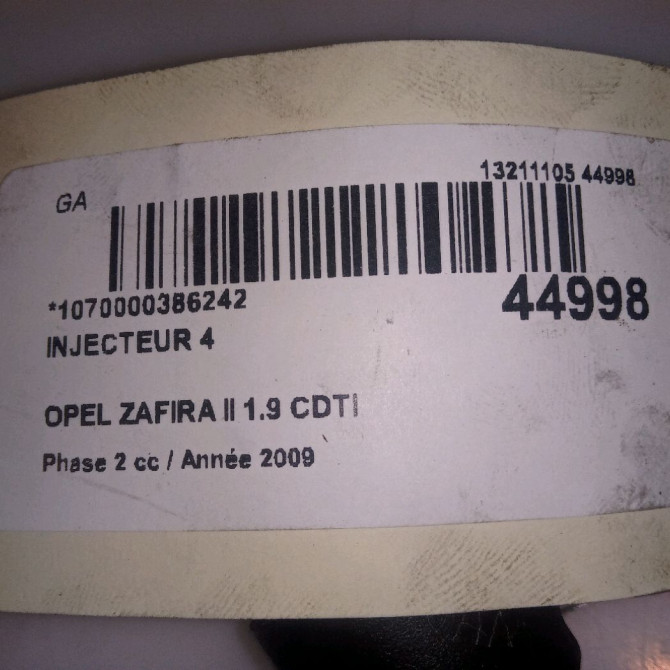 GA
13211105 44998
*1070000386242
44998
INJECTEUR 4
OPEL ZAFIRA II 1.9 CDTI
Phase 2 cc / Année 2009